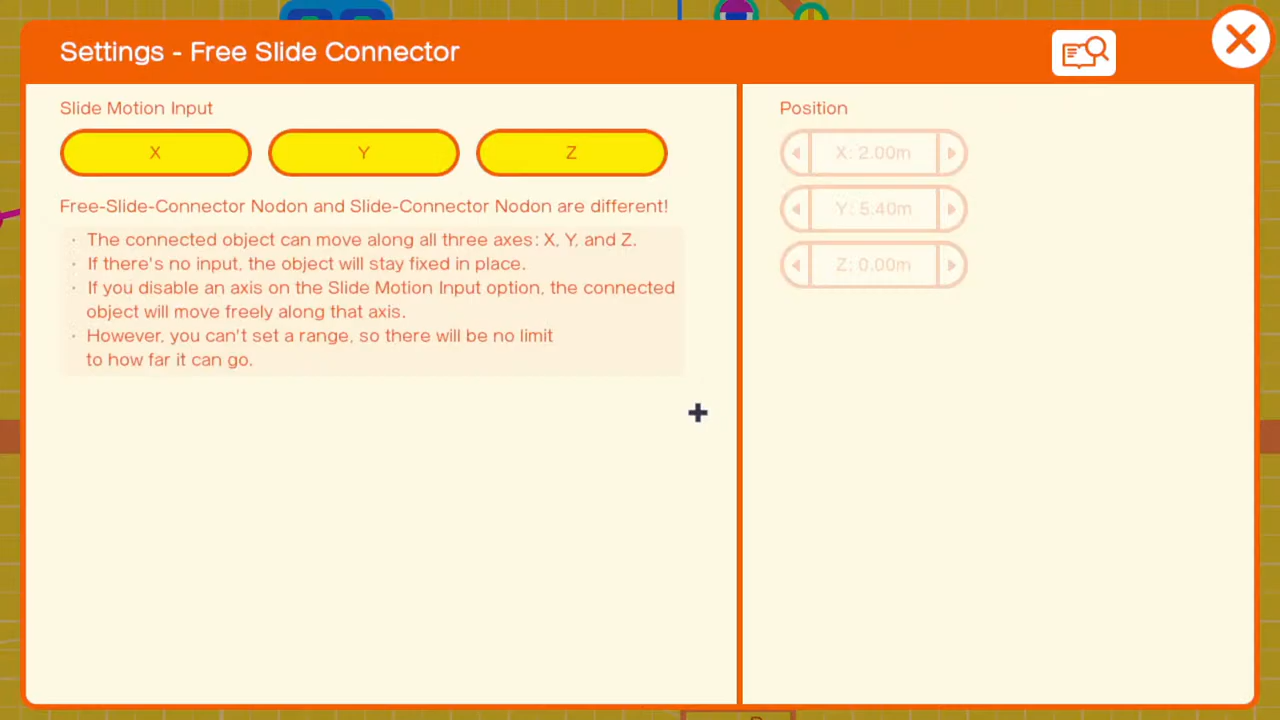 Settings - Free Slide Connector
Slide Motion Input
X
Y
Z
Free-Slide-Connector Nodon and Slide-Connector Nodon are different!
· The connected object can move along all three axes: X, Y, and Z.
· If there's no input, the object will stay fixed in place.
· If you disable an axis on the Slide Motion Input option, the connected
object will move freely along that axis.
· However, you can't set a range, so there will be no limit
to how far it can go.
Position
X: 2.00m
Y: 5.40m
Z: 0.00m